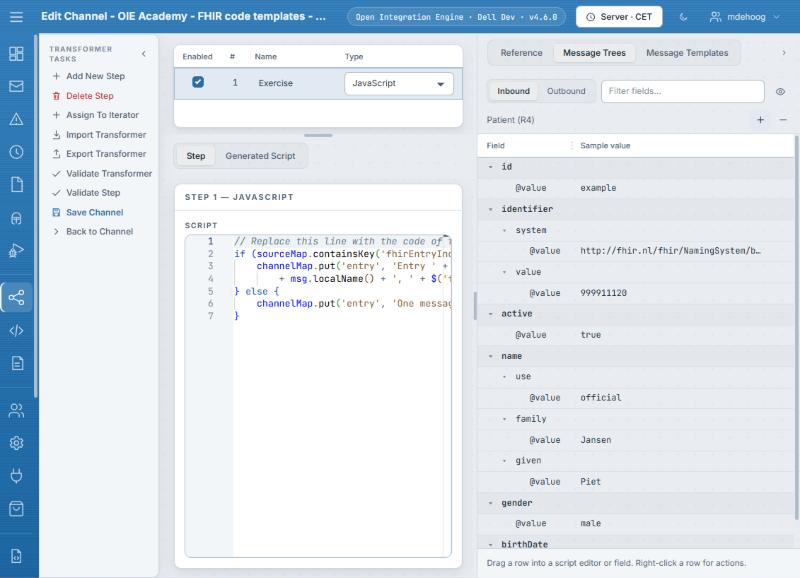 Edit Channel - OIE Academy - FHIR code templates - ...
Open Integration Engine · Dell Dev · v4.6.0
Server · CET
mdehoog
TRANSFORMER TASKS
Add New Step
Delete Step
Assign To Iterator
Import Transformer
Export Transformer
Validate Transformer
Validate Step
Save Channel
Back to Channel
Enabled # Name Type
1 Exercise JavaScript
Step Generated Script
STEP 1 — JAVASCRIPT
SCRIPT
1 // Replace this line with the code of
2 if (sourceMap.containsKey('fhirEntryInd
3 channelMap.put('entry', 'Entry ' +
4 + msg.localName() + ', ' + $('f
5 } else {
6 channelMap.put('entry', 'One messag
7 }
Reference Message Trees Message Templates
Inbound Outbound Filter fields...
Patient (R4)
Field Sample value
id
@value example
identifier
system
@value http://fhir.nl/fhir/NamingSystem/b…
value
@value 999911120
active
@value true
name
use
@value official
family
@value Jansen
given
@value Piet
gender
@value male
birthDate
Drag a row into a script editor or field. Right-click a row for actions.